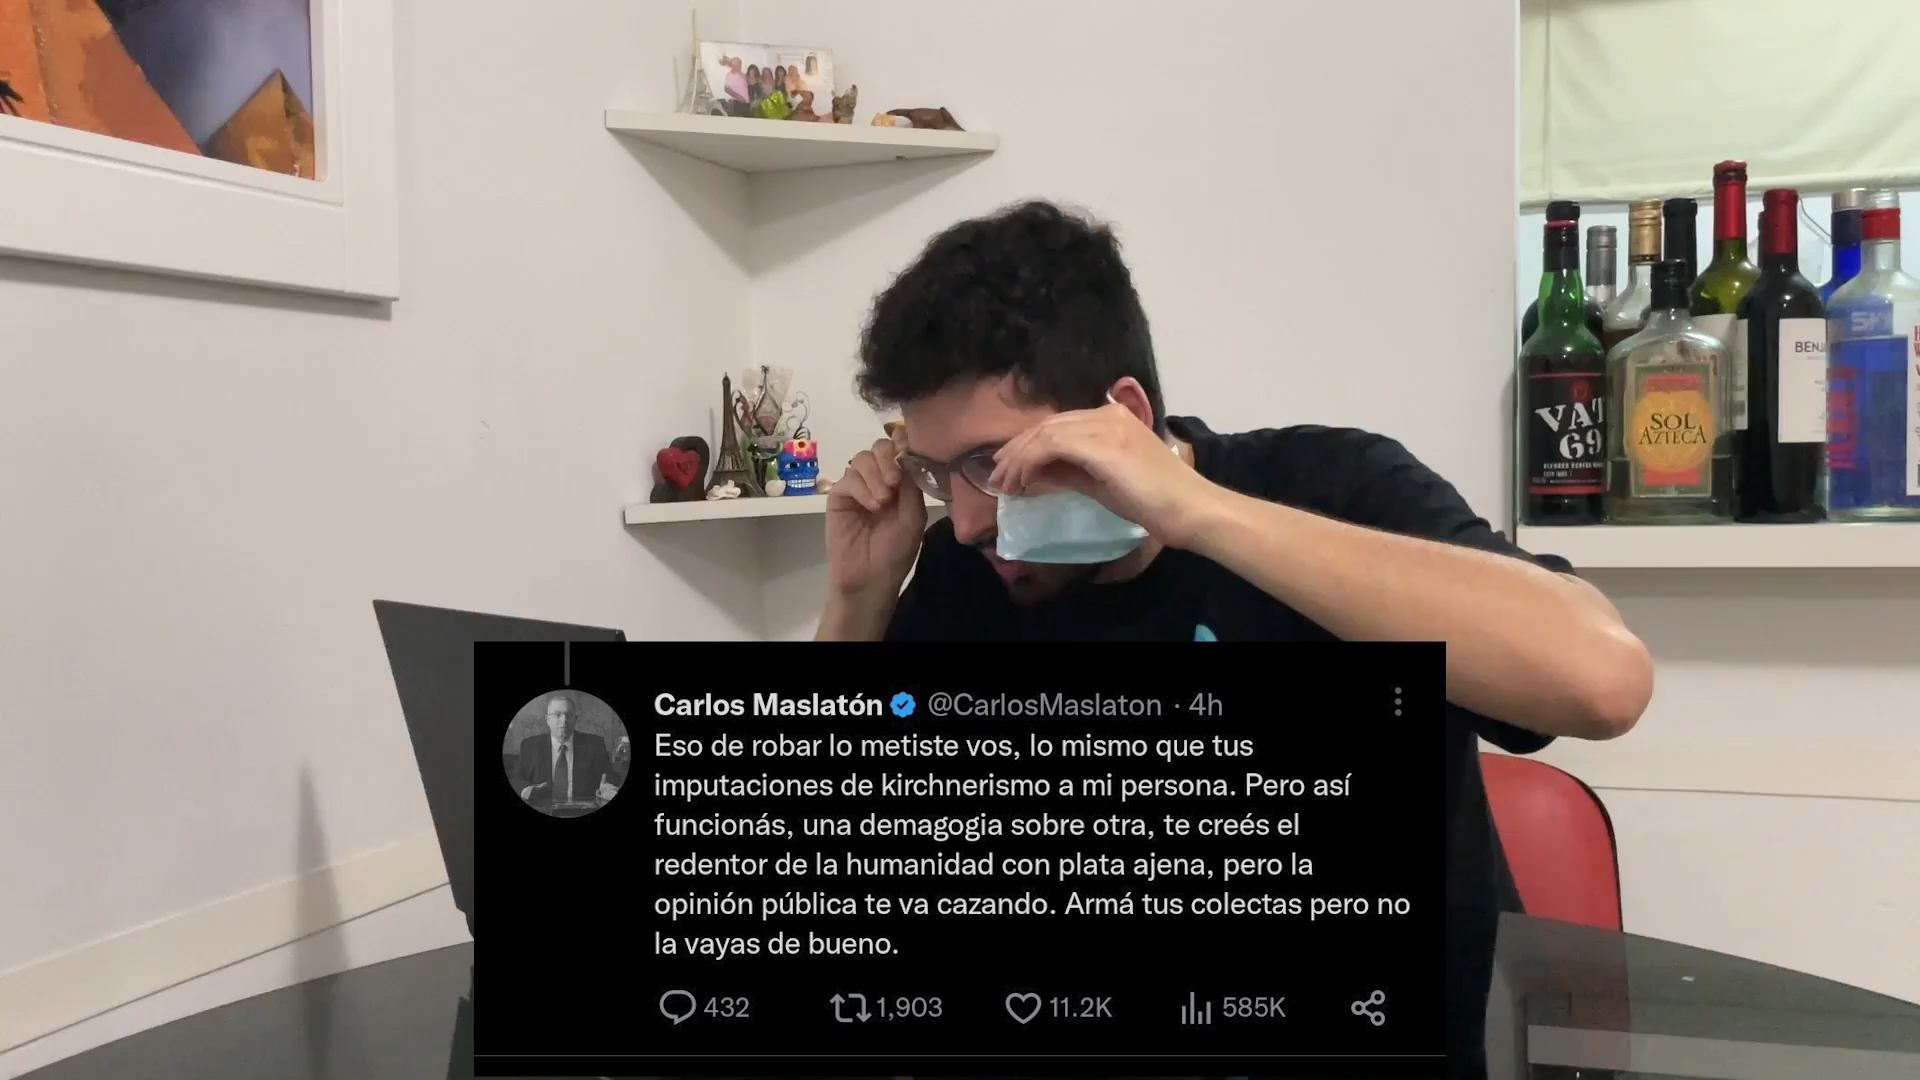 Carlos Maslatón @CarlosMaslaton · 4h
Eso de robar lo metiste vos, lo mismo que tus
imputaciones de kirchnerismo a mi persona. Pero así
funcionás, una demagogia sobre otra, te creés el
redentor de la humanidad con plata ajena, pero la
opinión pública te va cazando. Armá tus colectas pero no
la vayas de bueno.
432 1,903 11.2K 585K
VAT
69
SOL
AZTECA